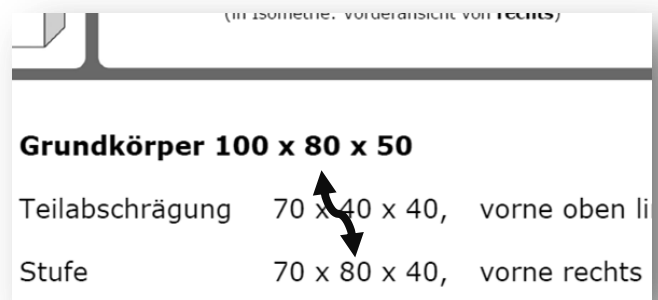 (in Isometrie: Vorderansicht von rechts)
Grundkörper 100 x 80 x 50
Teilabschrägung 70 x 40 x 40, vorne oben
Stufe 70 x 80 x 40, vorne rechts